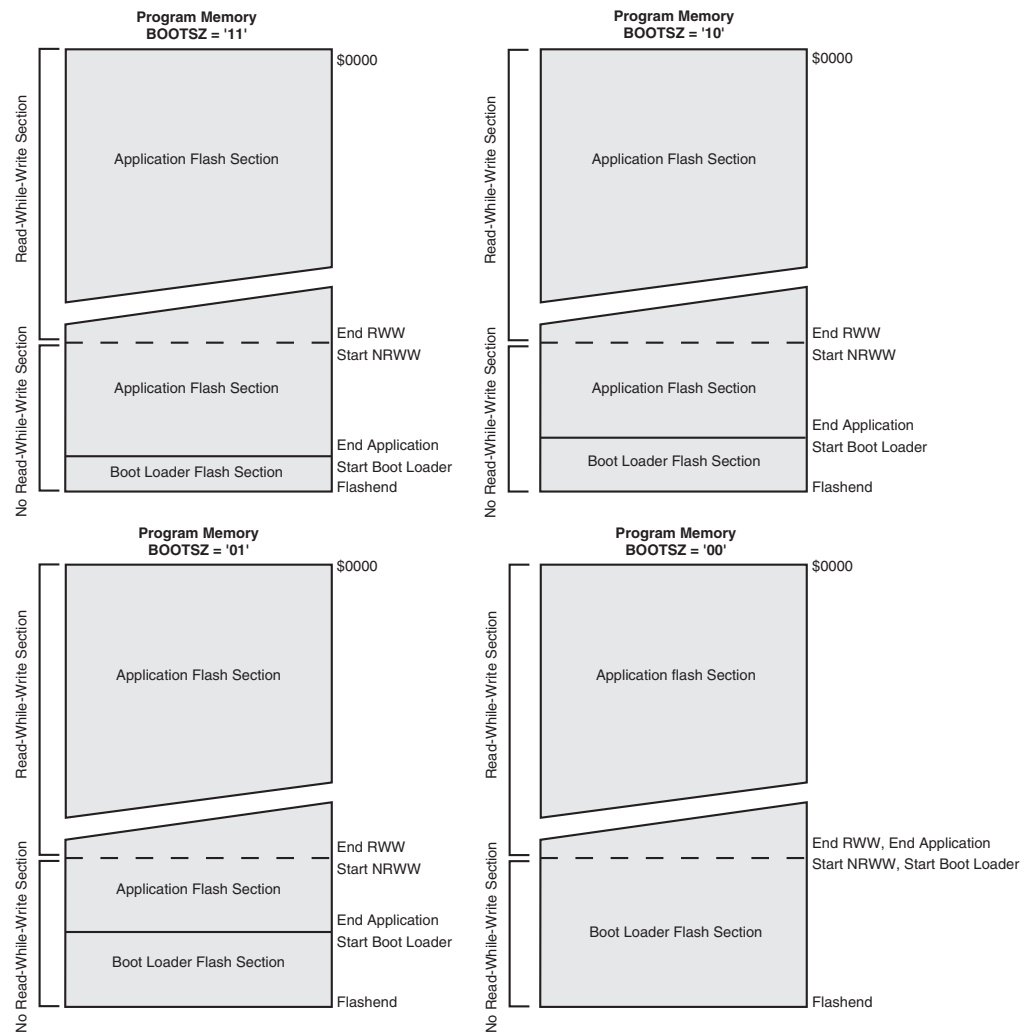 Program Memory
BOOTSZ = '11'
$0000
Read-While-Write Section
Application Flash Section
End RWW
Start NRWW
No Read-While-Write Section
Application Flash Section
End Application
Start Boot Loader
Boot Loader Flash Section
Flashend
Program Memory
BOOTSZ = '10'
$0000
Read-While-Write Section
Application Flash Section
End RWW
Start NRWW
No Read-While-Write Section
Application Flash Section
End Application
Start Boot Loader
Boot Loader Flash Section
Flashend
Program Memory
BOOTSZ = '01'
$0000
Read-While-Write Section
Application Flash Section
End RWW
Start NRWW
No Read-While-Write Section
Application Flash Section
End Application
Start Boot Loader
Boot Loader Flash Section
Flashend
Program Memory
BOOTSZ = '00'
$0000
Read-While-Write Section
Application flash Section
End RWW, End Application
Start NRWW, Start Boot Loader
No Read-While-Write Section
Boot Loader Flash Section
Flashend